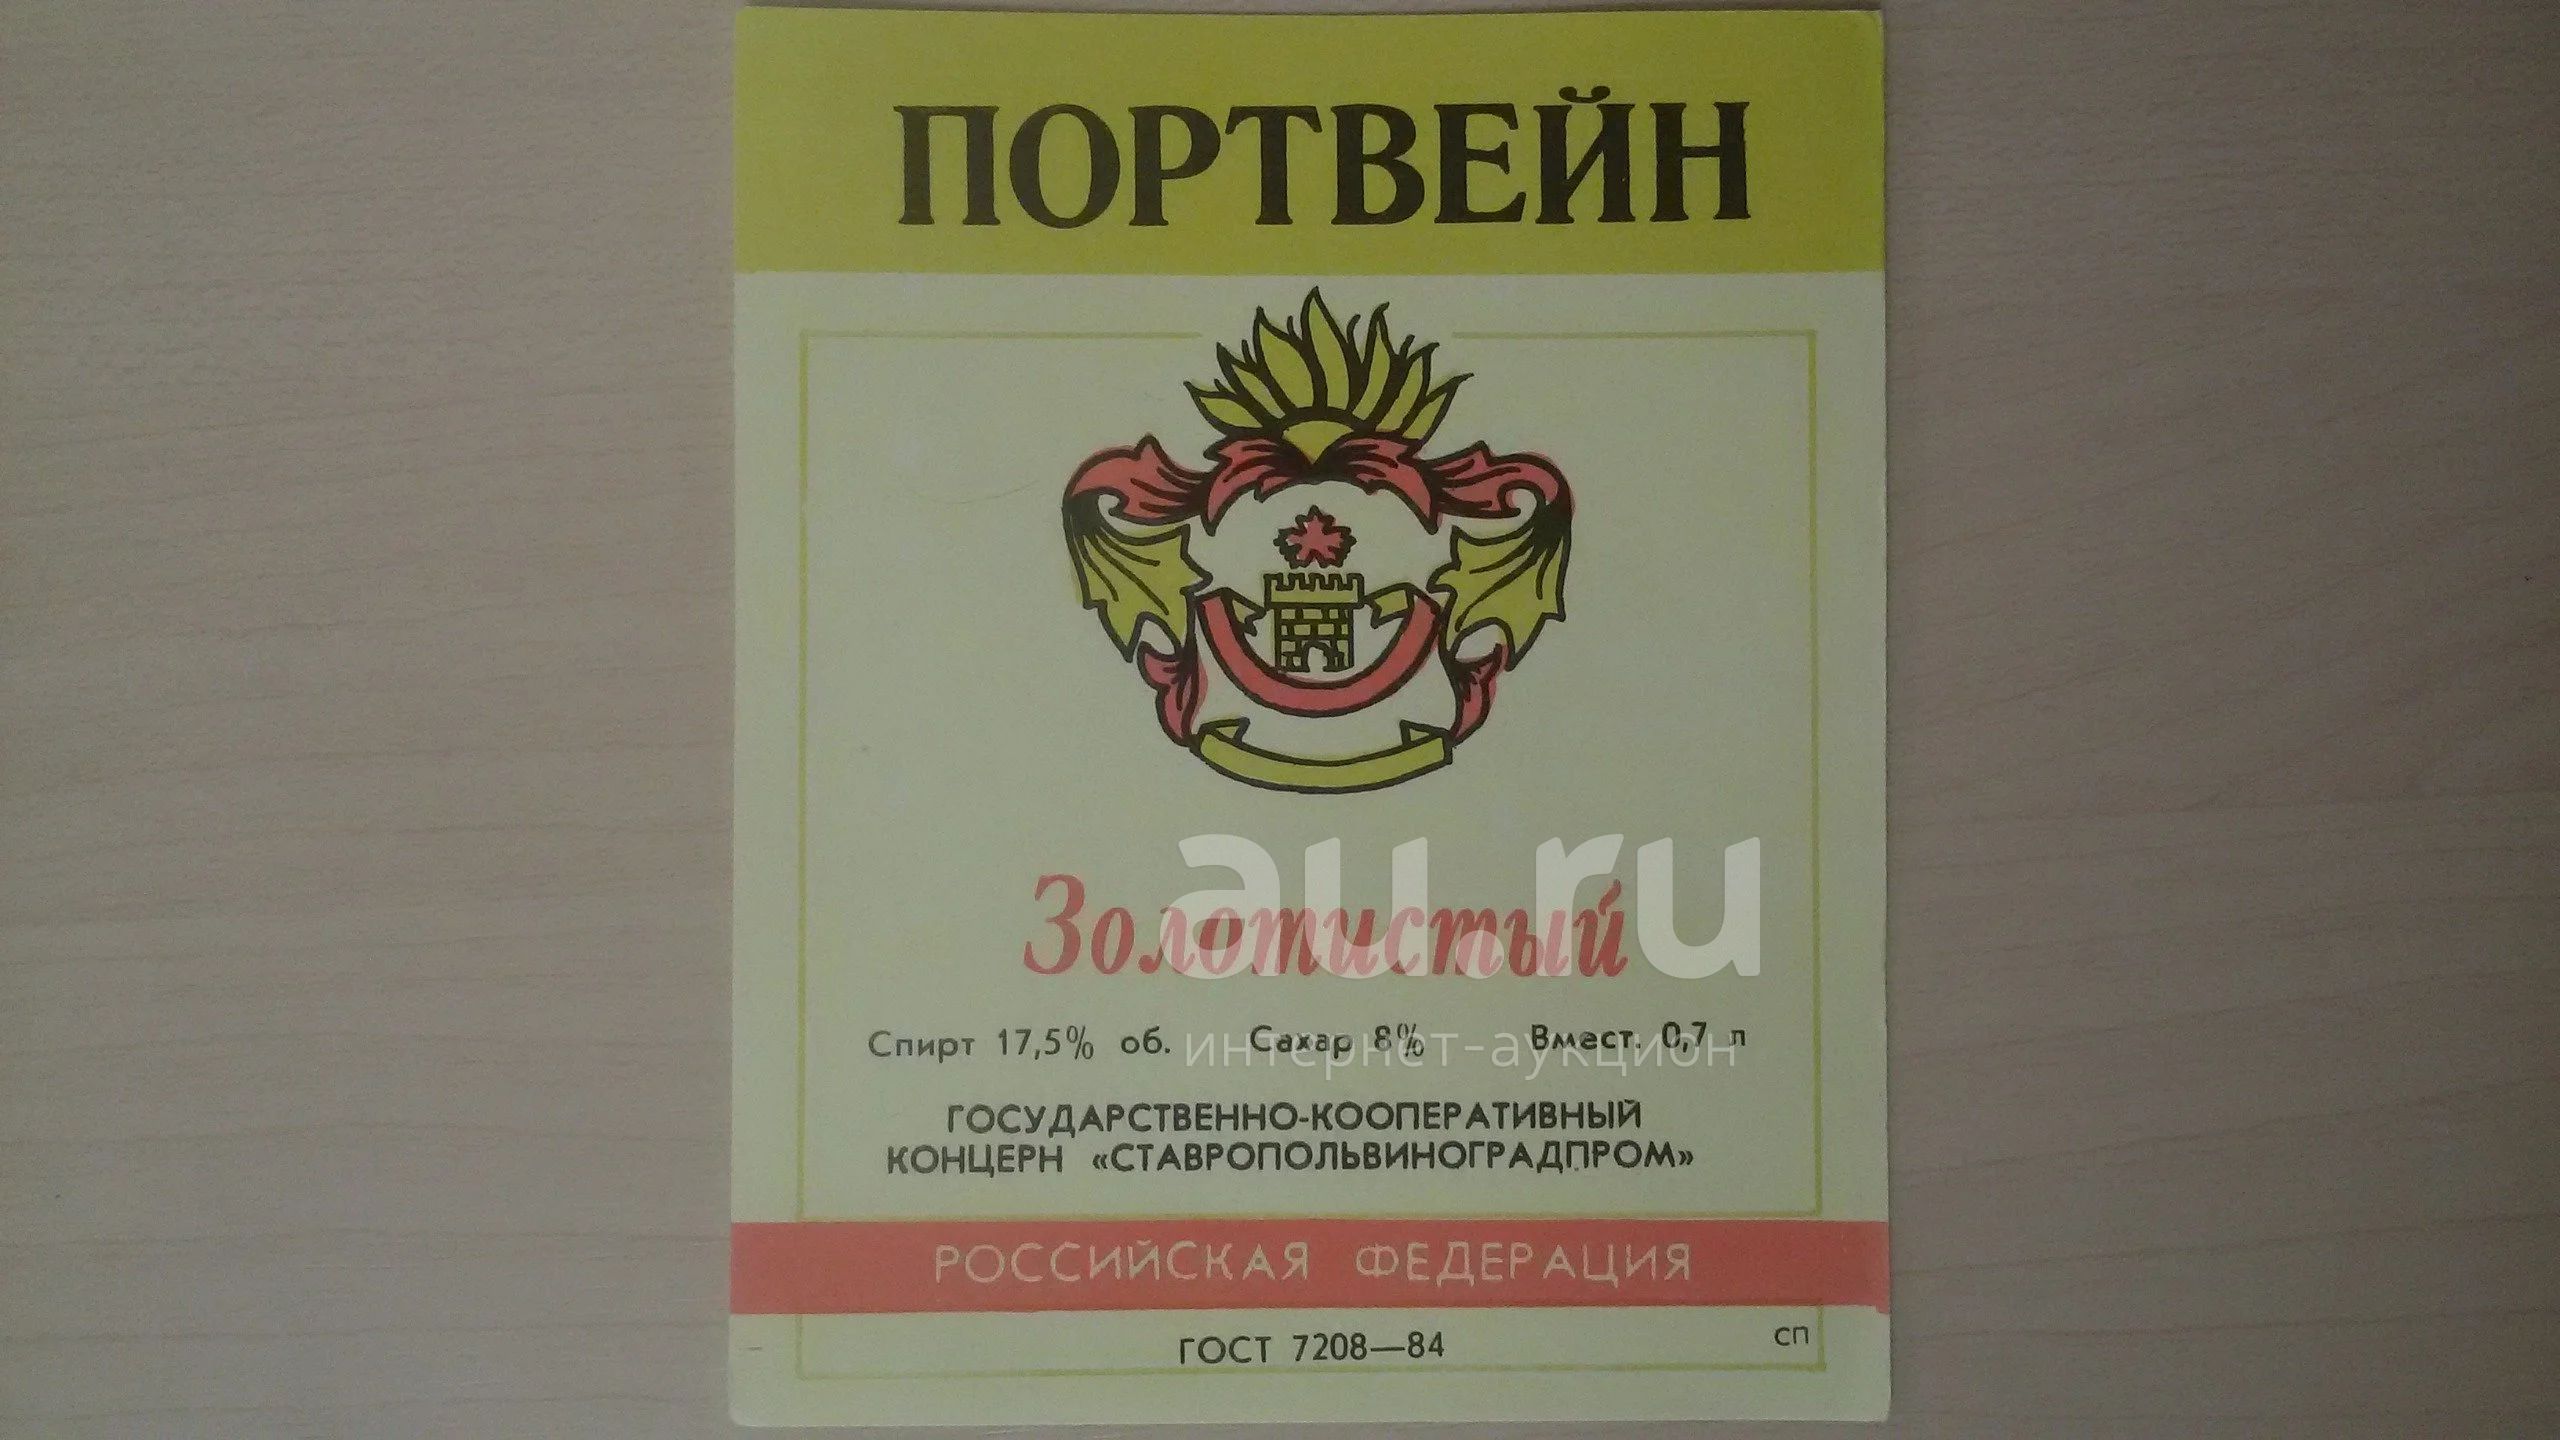 ПОРТВЕЙН
Золотистый
au.ru
интернет-аукцион
Спирт 17,5% об. Сахар 8% Вмест. 0,7 л
ГОСУДАРСТВЕННО-КООПЕРАТИВНЫЙ
КОНЦЕРН «СТАВРОПОЛЬВИНОГРАДПРОМ»
РОССИЙСКАЯ ФЕДЕРАЦИЯ
ГОСТ 7208—84
СП